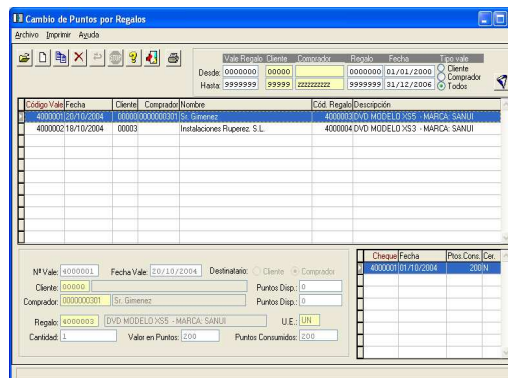 Cambio de Puntos por Regalos
Archivo Imprimir Ayuda
Vale Regalo Cliente Comprador Regalo Fecha Tipo vale
Desde: 0000000 00000 0000000 01/01/2000 Cliente
Comprador
Hasta: 9999999 99999 zzzzzzzzzz 9999999 31/12/2006 Todos
Código Vale Fecha Cliente Comprador Nombre Cód. Regalo Descripción
4000001 20/10/2004 00000 0000000301 Sr. Gimenez 4000003 DVD MODELO XS5 - MARCA: SANUI
4000002 18/10/2004 00003 Instalaciones Ruperez. S.L. 4000004 DVD MODELO XS3 - MARCA: SANUI
Nº Vale: 4000001 Fecha Vale: 20/10/2004 Destinatario: Cliente Comprador
Cliente: 00000 Puntos Disp.: 0
Comprador: 0000000301 Sr. Gimenez Puntos Disp.: 0
Regalo: 4000003 DVD MODELO XS5 - MARCA: SANUI U.E.: UN
Cantidad: 1 Valor en Puntos: 200 Puntos Consumidos: 200
Cheque Fecha Ptos.Cons. Cer.
4000001 01/10/2004 200 N